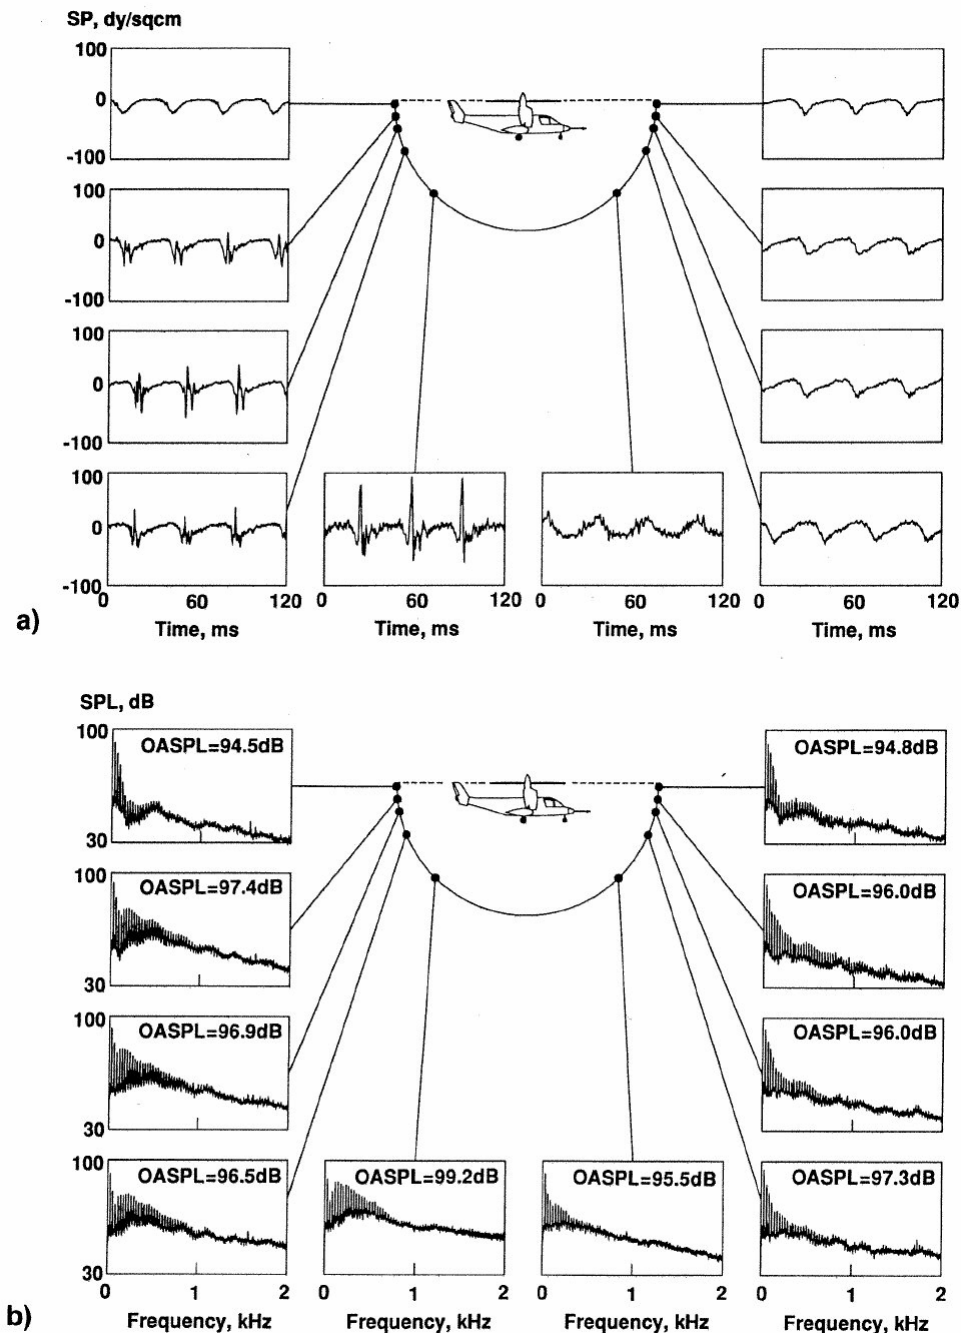 SP, dy/sqcm
100
0
-100
100
0
-100
100
0
-100
100
0
-100
0 60 120 0 60 120 0 60 120 0 60 120
Time, ms Time, ms Time, ms Time, ms
a)
SPL, dB
100
OASPL=94.5dB OASPL=94.8dB
30
100
OASPL=97.4dB OASPL=96.0dB
30
100
OASPL=96.9dB OASPL=96.0dB
30
100
OASPL=96.5dB OASPL=99.2dB OASPL=95.5dB OASPL=97.3dB
30
0 1 2 0 1 2 0 1 2 0 1 2
Frequency, kHz Frequency, kHz Frequency, kHz Frequency, kHz
b)